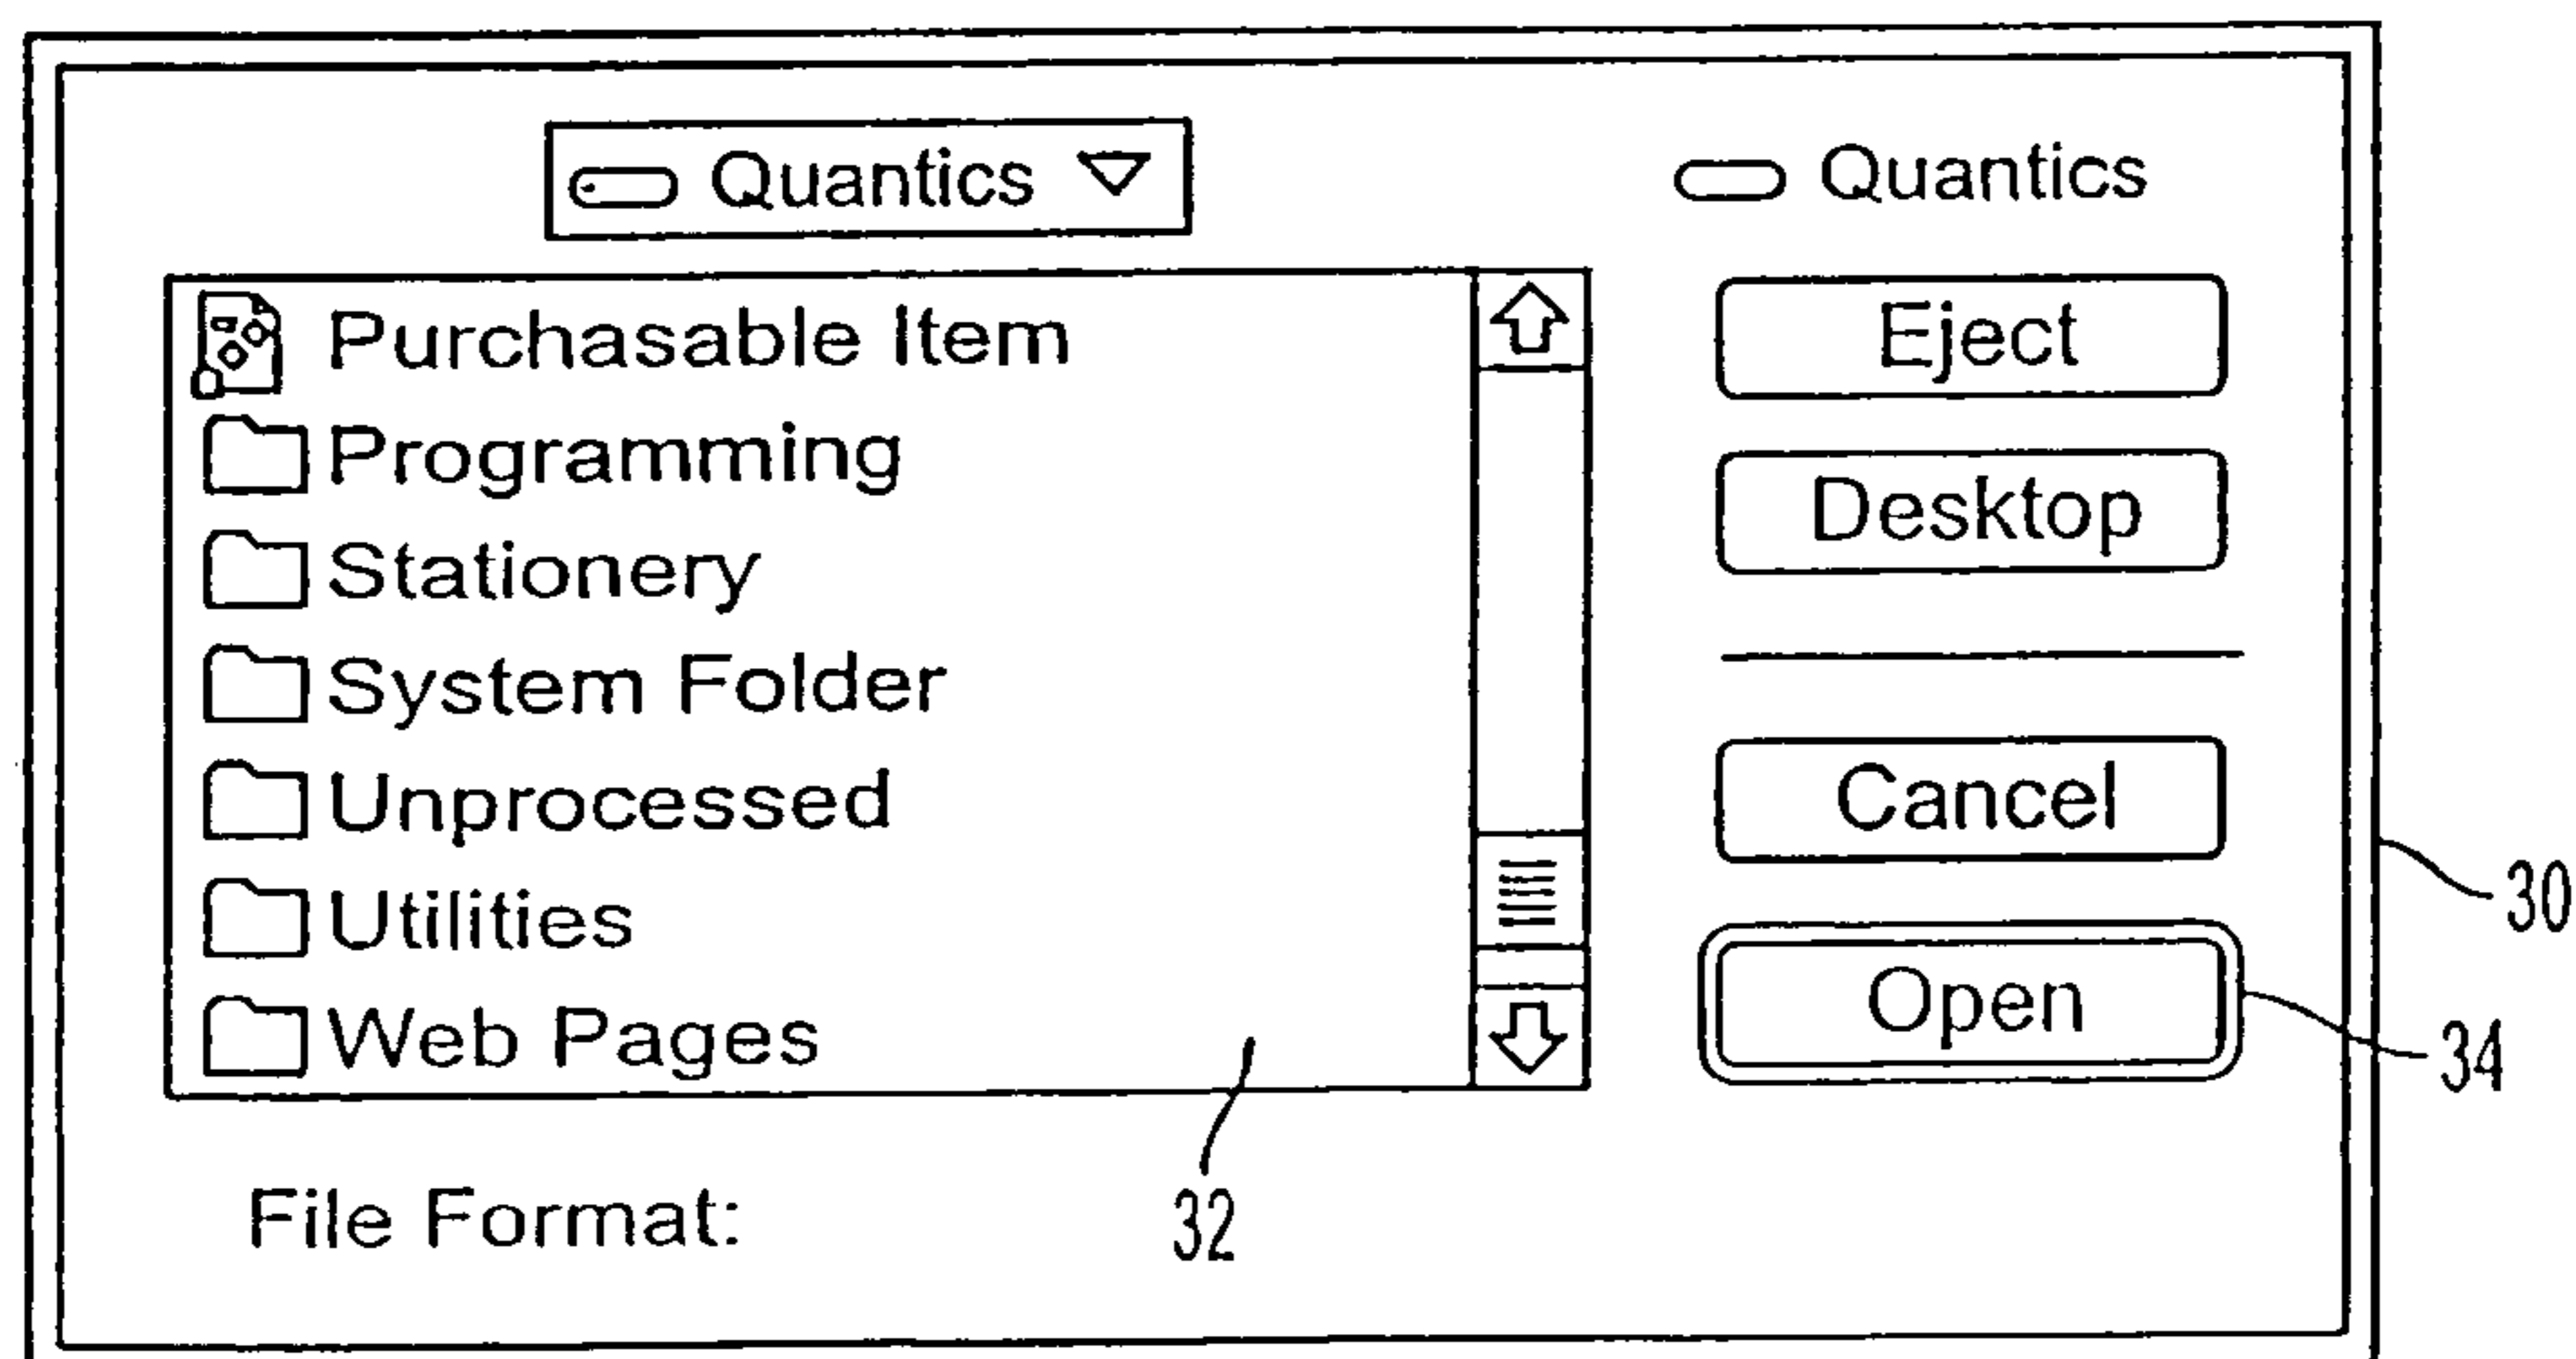 Quantics
Quantics
Purchasable Item
Programming
Stationery
System Folder
Unprocessed
Utilities
Web Pages
Eject
Desktop
Cancel
Open
30
34
32
File Format: